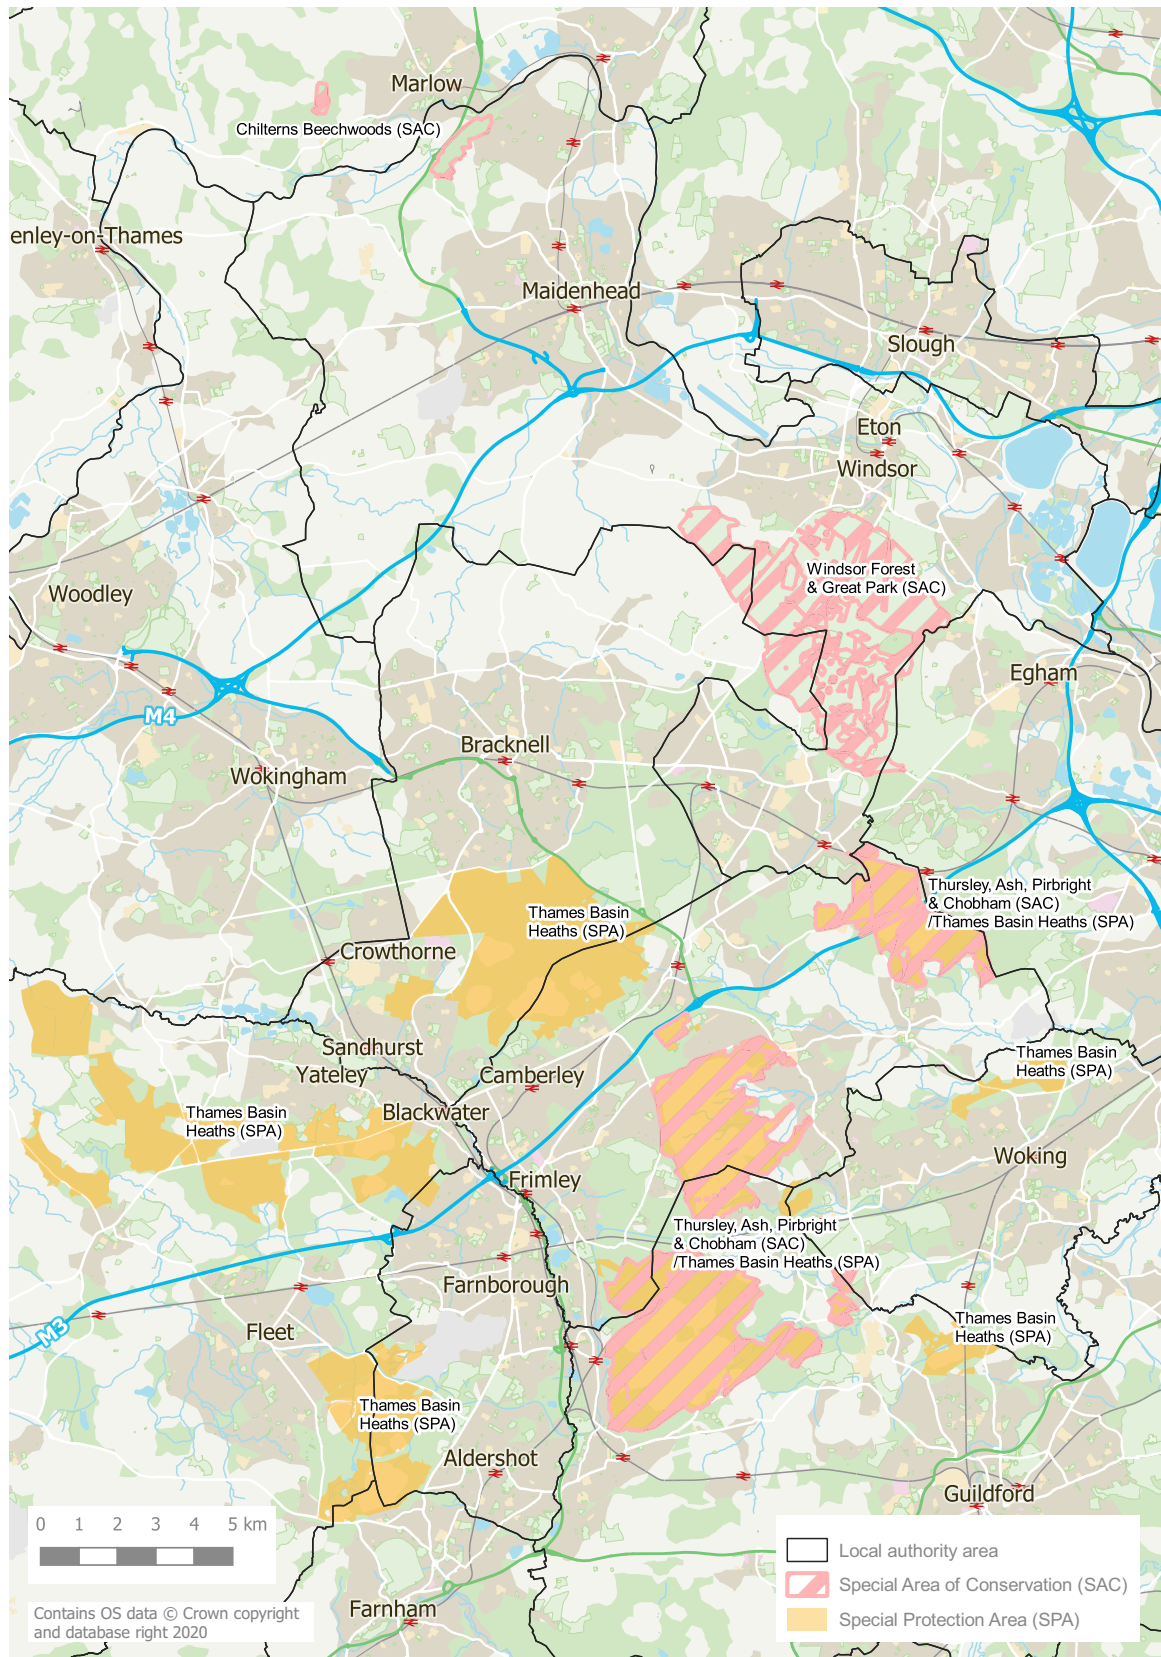 Marlow
Chilterns Beechwoods (SAC)
enley-on-Thames
Maidenhead
Slough
Eton
Windsor
Windsor Forest
& Great Park (SAC)
Woodley
Egham
M4
Bracknell
Wokingham
Thursley, Ash, Pirbright
& Chobham (SAC)
/Thames Basin Heaths (SPA)
Thames Basin
Heaths (SPA)
Crowthorne
Sandhurst
Yateley
Camberley
Thames Basin
Heaths (SPA)
Blackwater
Thames Basin
Heaths (SPA)
Woking
Frimley
Thursley, Ash, Pirbright
& Chobham (SAC)
/Thames Basin Heaths (SPA)
Farnborough
M3
Fleet
Thames Basin
Heaths (SPA)
Thames Basin
Heaths (SPA)
Aldershot
Guildford
0 1 2 3 4 5 km
Local authority area
Special Area of Conservation (SAC)
Special Protection Area (SPA)
Contains OS data © Crown copyright
and database right 2020
Farnham